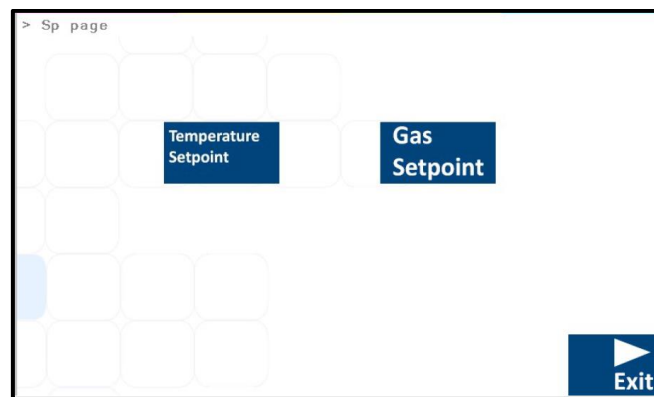 > Sp page
Temperature
Setpoint
Gas
Setpoint
Exit